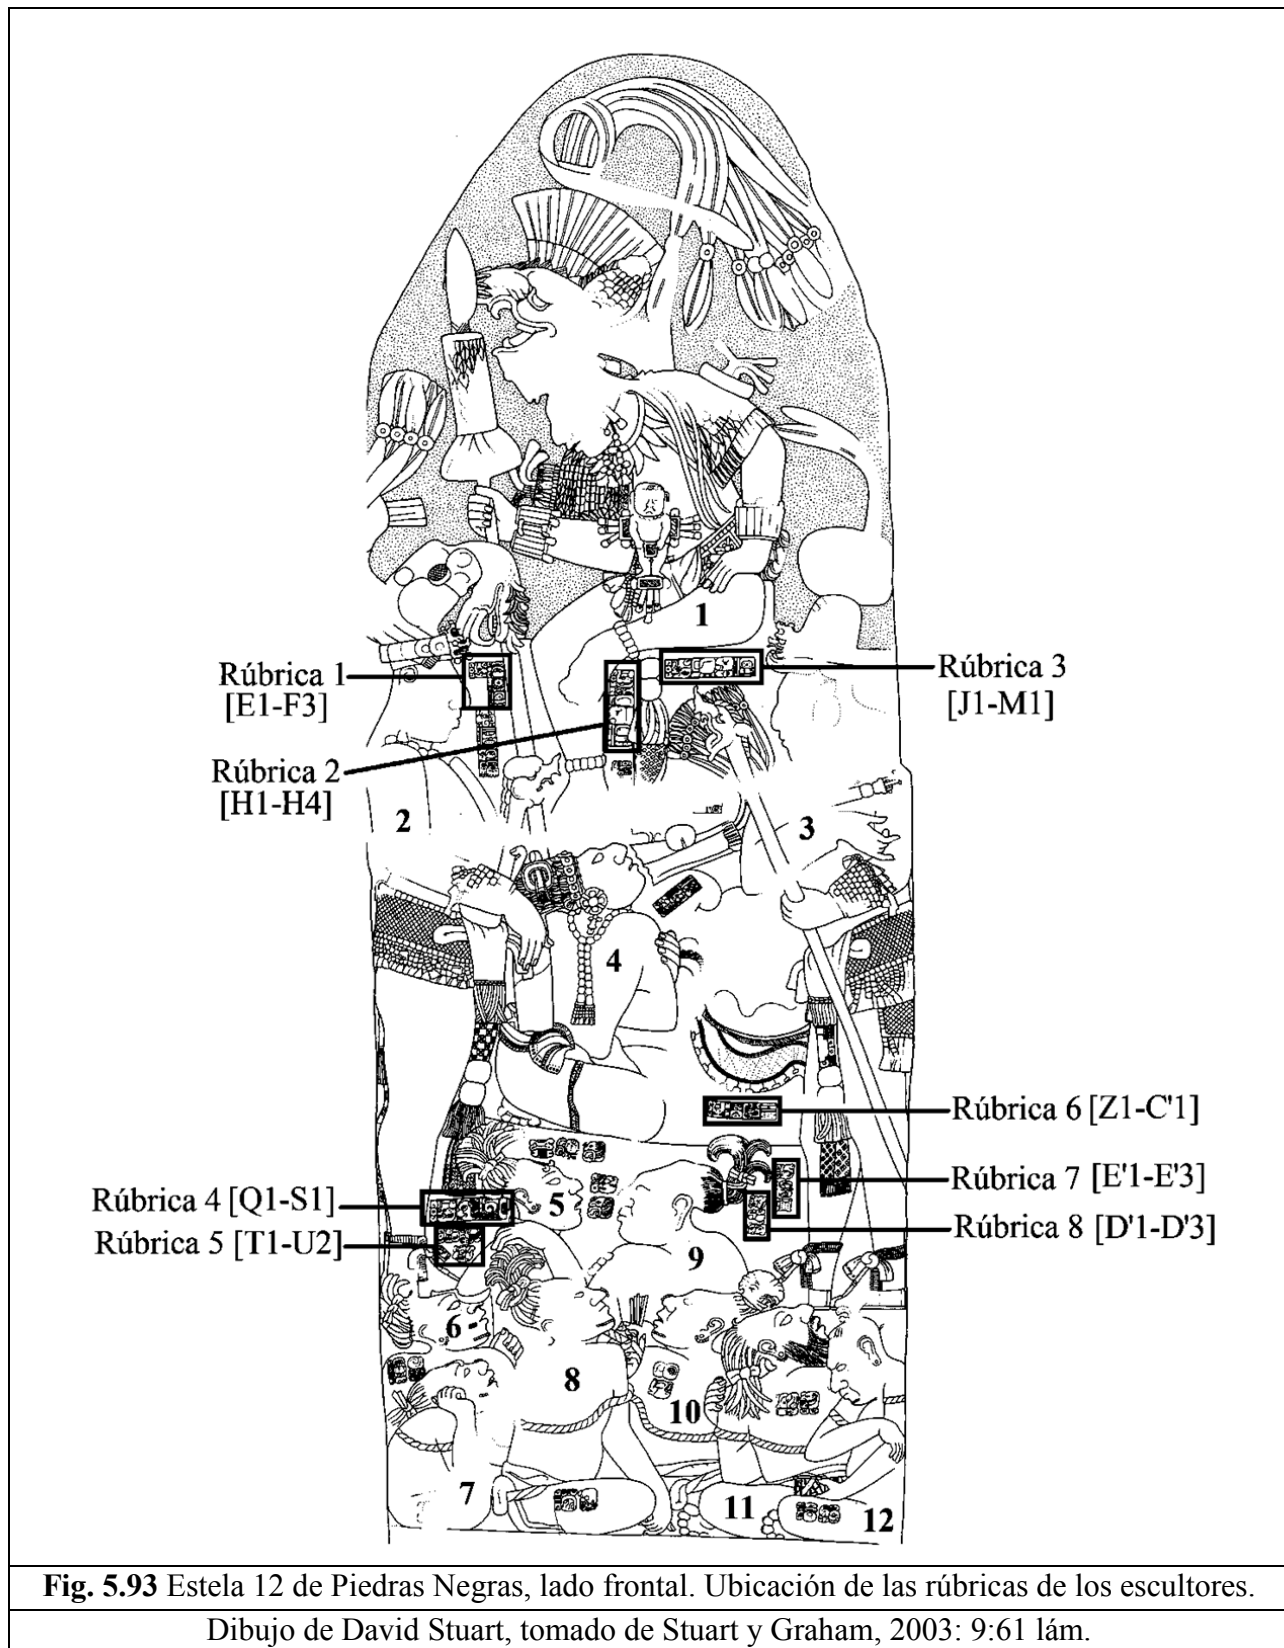 1
Rúbrica 1
[E1-F3]
Rúbrica 3
[J1-M1]
Rúbrica 2
[H1-H4]
2
3
4
Rúbrica 6 [Z1-C'1]
Rúbrica 7 [E'1-E'3]
Rúbrica 4 [Q1-S1]
5
Rúbrica 8 [D'1-D'3]
Rúbrica 5 [T1-U2]
9
6
8
10
7
11
12
Fig. 5.93 Estela 12 de Piedras Negras, lado frontal. Ubicación de las rúbricas de los escultores.
Dibujo de David Stuart, tomado de Stuart y Graham, 2003: 9:61 lám.